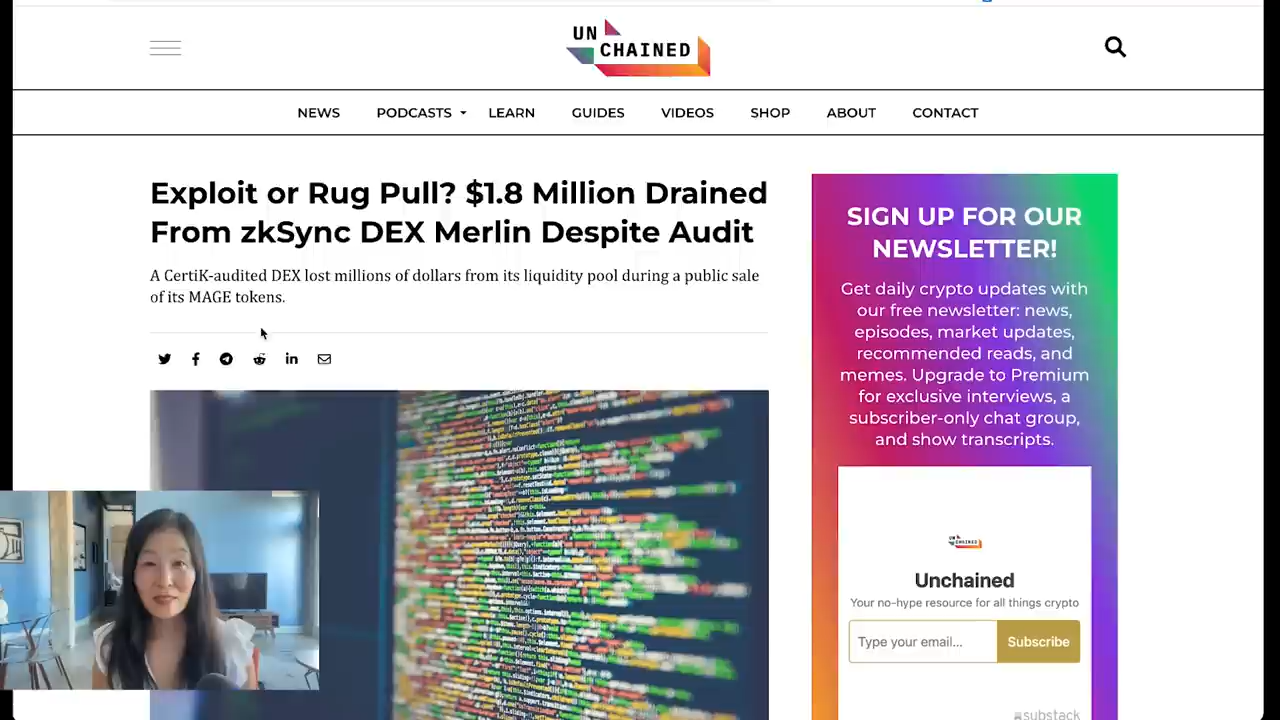 UN
CHAINED
NEWS PODCASTS LEARN GUIDES VIDEOS SHOP ABOUT CONTACT
Exploit or Rug Pull? $1.8 Million Drained
From zkSync DEX Merlin Despite Audit
A CertiK-audited DEX lost millions of dollars from its liquidity pool during a public sale
of its MAGE tokens.
SIGN UP FOR OUR
NEWSLETTER!
Get daily crypto updates with
our free newsletter: news,
episodes, market updates,
recommended reads, and
memes. Upgrade to Premium
for exclusive interviews, a
subscriber-only chat group,
and show transcripts.
UN
CHAINED
Unchained
Your no-hype resource for all things crypto
Type your email...
Subscribe
substack